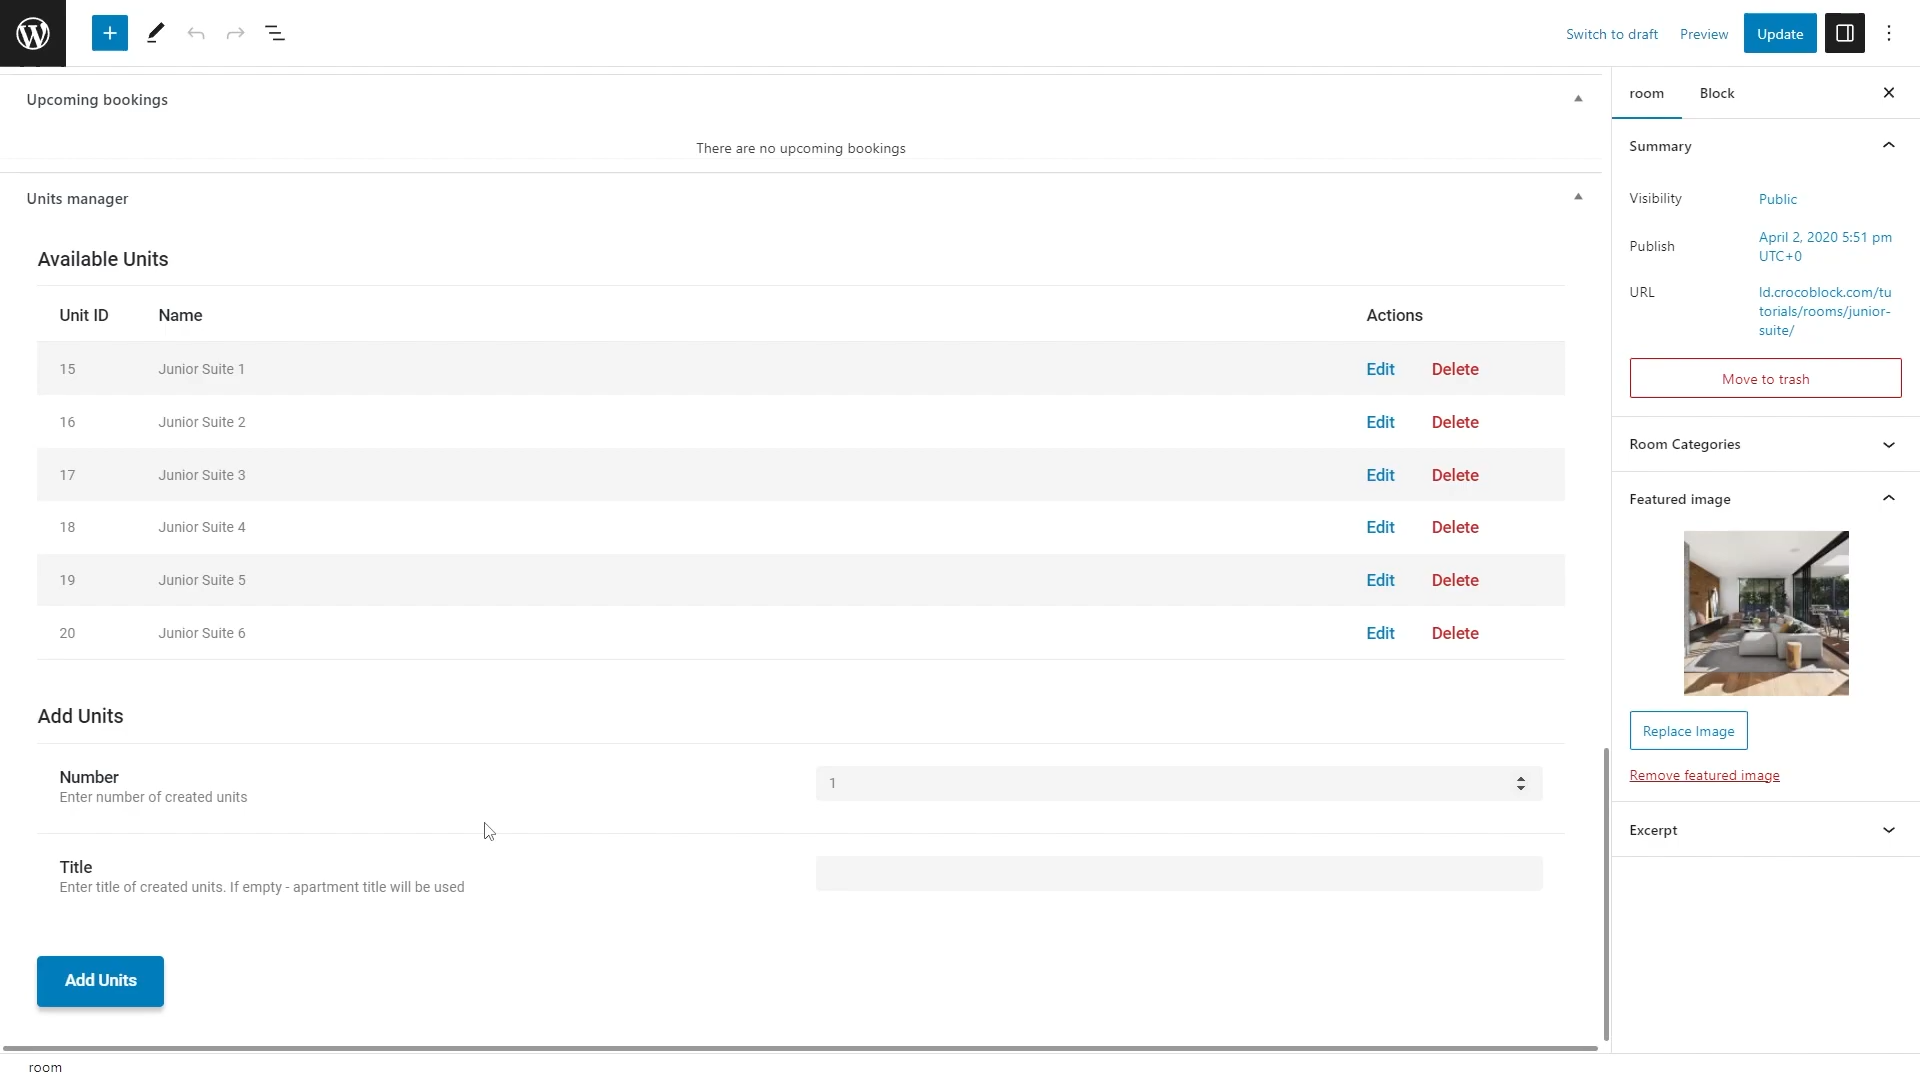 +
Switch to draft Preview Update
Upcoming bookings
There are no upcoming bookings
Units manager
Available Units
Unit ID Name Actions
15 Junior Suite 1 Edit Delete
16 Junior Suite 2 Edit Delete
17 Junior Suite 3 Edit Delete
18 Junior Suite 4 Edit Delete
19 Junior Suite 5 Edit Delete
20 Junior Suite 6 Edit Delete
Add Units
Number
Enter number of created units
1
Title
Enter title of created units. If empty - apartment title will be used
Add Units
room
room Block
Summary
Visibility Public
Publish April 2, 2020 5:51 pm
UTC+0
URL ld.crocoblock.com/tu
torials/rooms/junior-
suite/
Move to trash
Room Categories
Featured image
Replace Image
Remove featured image
Excerpt